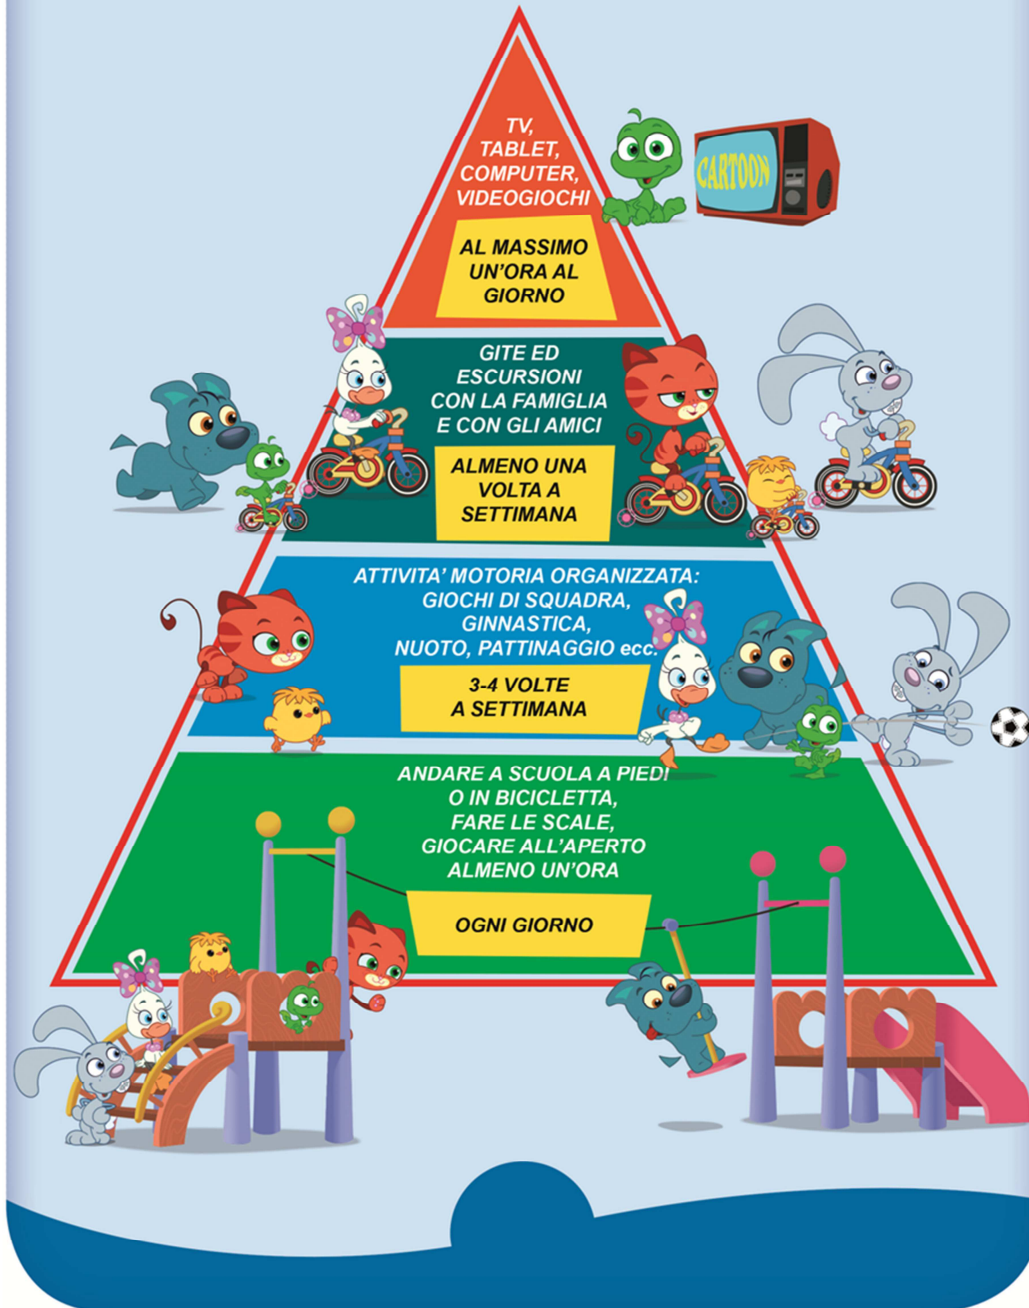 TV,
TABLET,
COMPUTER,
VIDEOGIOCHI
CARTOON
AL MASSIMO
UN'ORA AL
GIORNO
GITE ED
ESCURSIONI
CON LA FAMIGLIA
E CON GLI AMICI
ALMENO UNA
VOLTA A
SETTIMANA
ATTIVITA' MOTORIA ORGANIZZATA:
GIOCHI DI SQUADRA,
GINNASTICA,
NUOTO, PATTINAGGIO ecc.
3-4 VOLTE
A SETTIMANA
ANDARE A SCUOLA A PIEDI
O IN BICICLETTA,
FARE LE SCALE,
GIOCARE ALL'APERTO
ALMENO UN'ORA
OGNI GIORNO